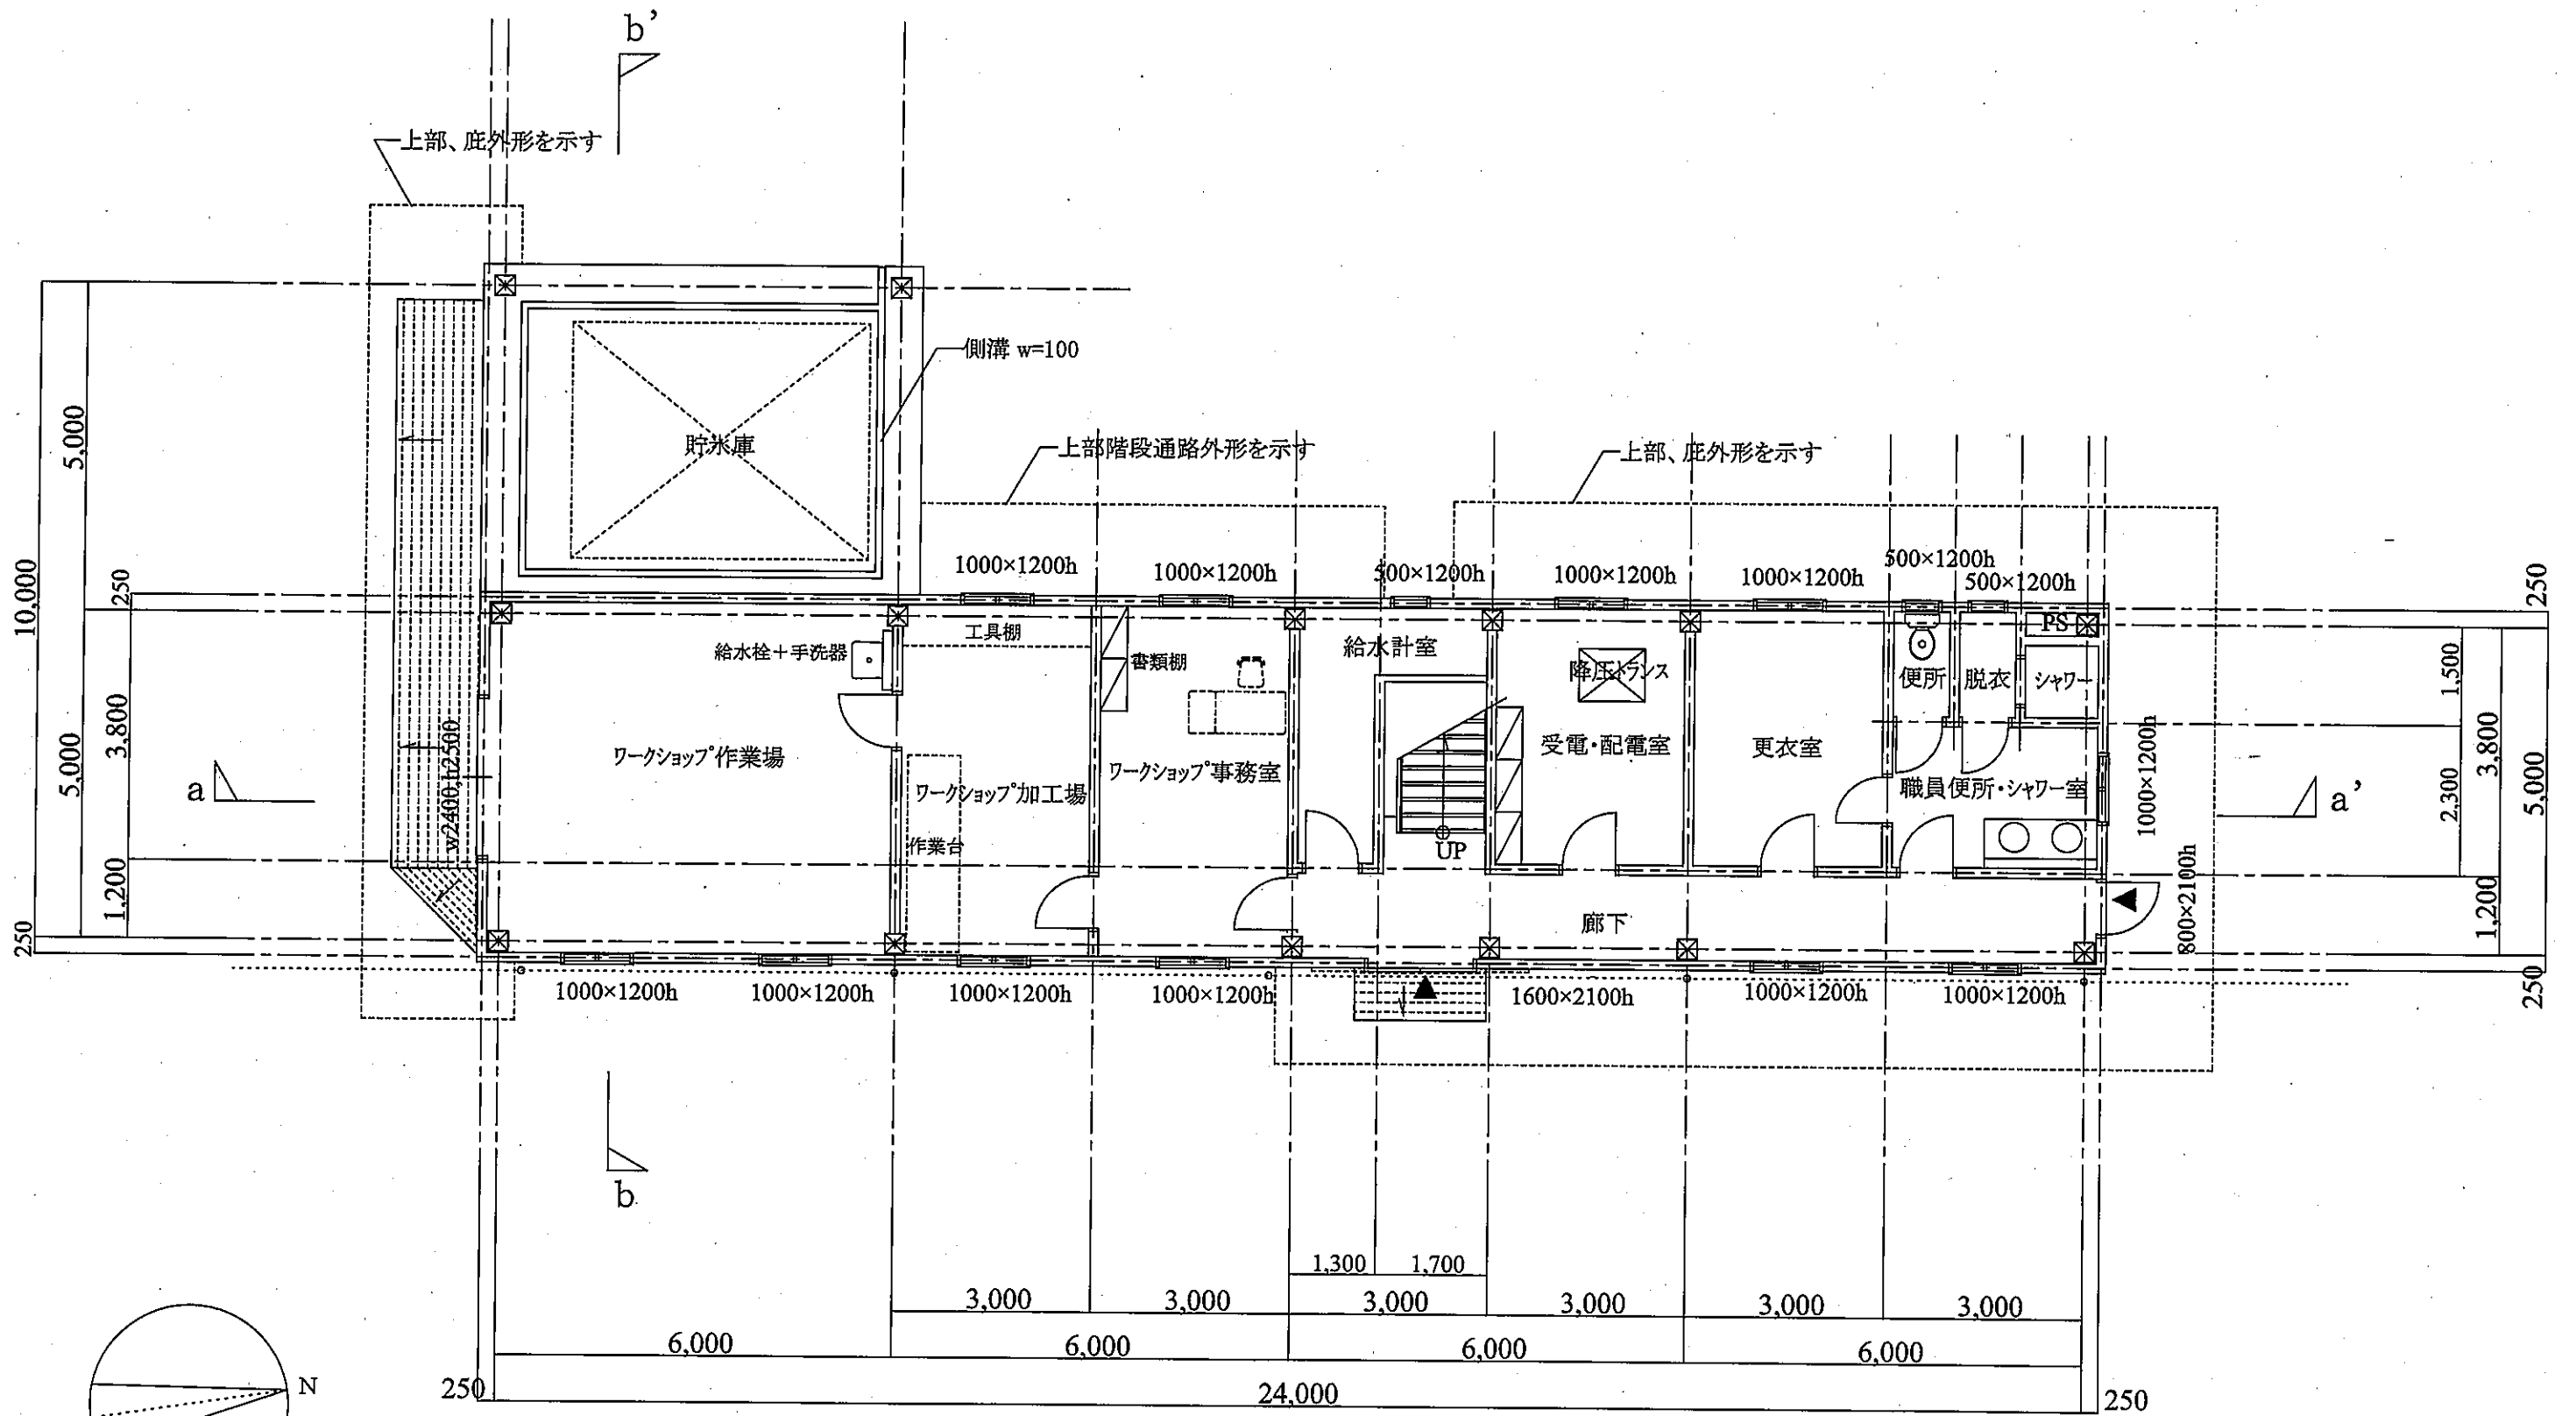 b’
上部、庇外形を示す
側溝 w=100
貯氷庫
上部階段通路外形を示す
上部、庇外形を示す
5,000
10,000
250
3,800
5,000
1,200
250
1000×1200h
1000×1200h
500×1200h
1000×1200h
1000×1200h
500×1200h
500×1200h
250
給水栓+手洗器
工具棚
書類棚
給水計室
降圧トランス
便所
脱衣
シャワー
PS
1,500
3,800
5,000
2,300
1,200
250
w2400,h2500
ワークショップ作業場
ワークショップ加工場
ワークショップ事務室
受電・配電室
更衣室
職員便所・シャワー室
1000×1200h
a
a’
作業台
UP
廊下
800×2100h
1000×1200h
1000×1200h
1000×1200h
1000×1200h
1600×2100h
1000×1200h
1000×1200h
b
1,300
1,700
3,000
3,000
3,000
3,000
3,000
3,000
6,000
6,000
6,000
6,000
N
250
24,000
250